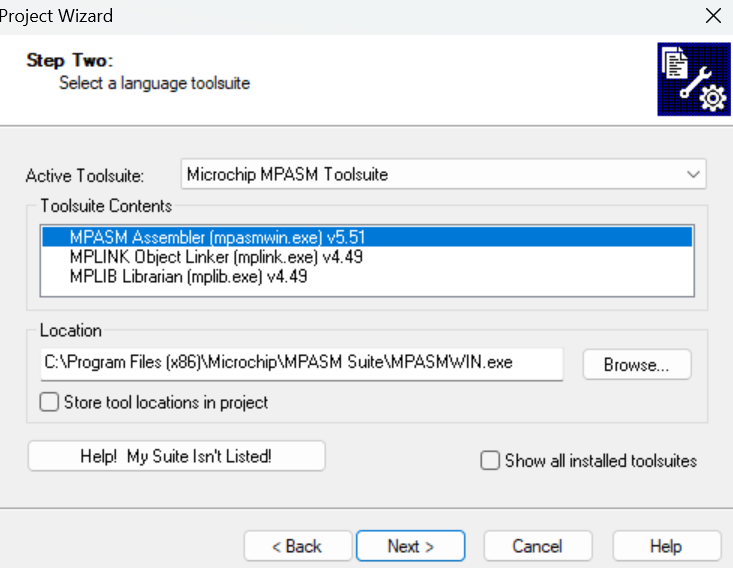 Project Wizard
Step Two:
Select a language toolsuite
Active Toolsuite: Microchip MPASM Toolsuite
Toolsuite Contents
MPASM Assembler (mpasmwin.exe) v5.51
MPLINK Object Linker (mplink.exe) v4.49
MPLIB Librarian (mplib.exe) v4.49
Location
C:\Program Files (x86)\Microchip\MPASM Suite\MPASMWIN.exe Browse...
Store tool locations in project
Help! My Suite Isn't Listed! Show all installed toolsuites
< Back Next > Cancel Help